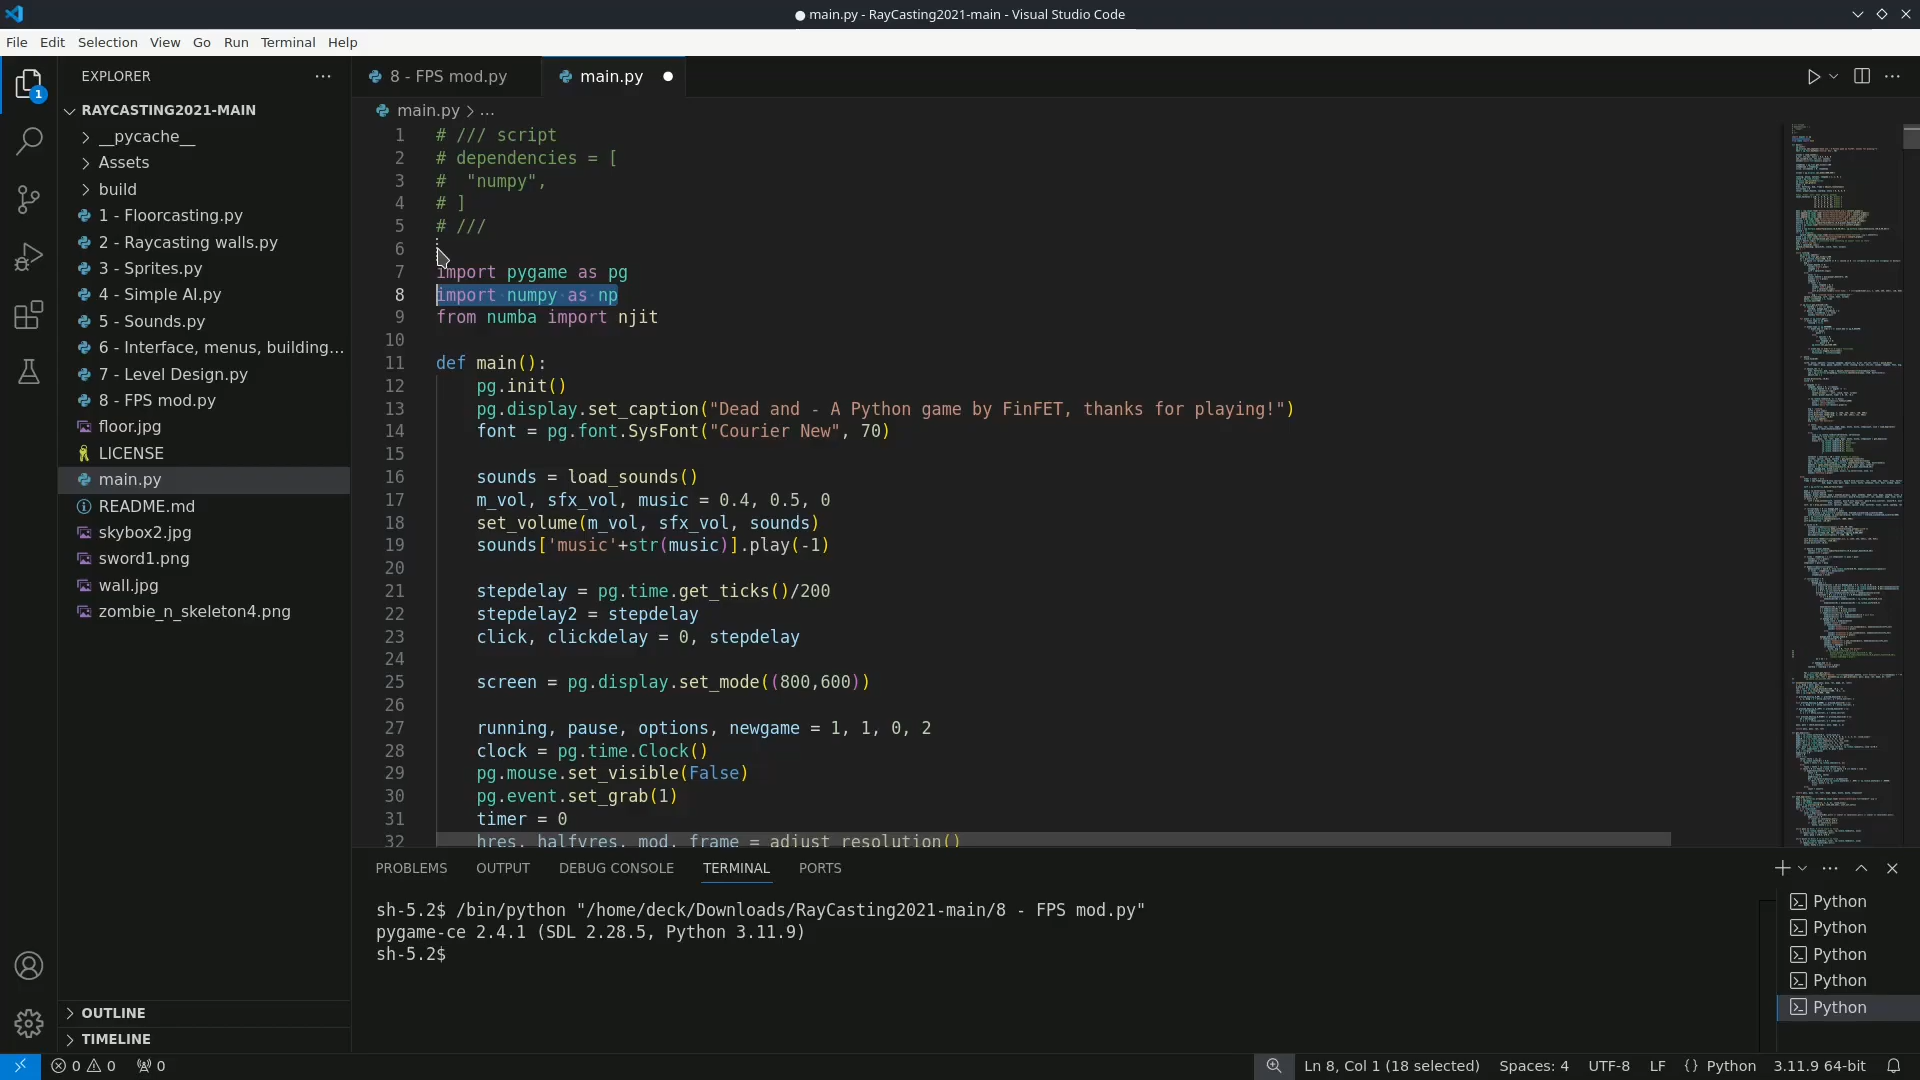 main.py - RayCasting2021-main - Visual Studio Code
File Edit Selection View Go Run Terminal Help
1
EXPLORER
RAYCASTING2021-MAIN
__pycache__
Assets
build
1 - Floorcasting.py
2 - Raycasting walls.py
3 - Sprites.py
4 - Simple AI.py
5 - Sounds.py
6 - Interface, menus, building...
7 - Level Design.py
8 - FPS mod.py
floor.jpg
LICENSE
main.py
README.md
skybox2.jpg
sword1.png
wall.jpg
zombie_n_skeleton4.png
OUTLINE
TIMELINE
8 - FPS mod.py
main.py
main.py > ...
1 # /// script
2 # dependencies = [
3 #  "numpy",
4 # ]
5 # ///
6
7 import pygame as pg
8 import numpy as np
9 from numba import njit
10
11 def main():
12     pg.init()
13     pg.display.set_caption("Dead and - A Python game by FinFET, thanks for playing!")
14     font = pg.font.SysFont("Courier New", 70)
15
16     sounds = load_sounds()
17     m_vol, sfx_vol, music = 0.4, 0.5, 0
18     set_volume(m_vol, sfx_vol, sounds)
19     sounds['music'+str(music)].play(-1)
20
21     stepdelay = pg.time.get_ticks()/200
22     stepdelay2 = stepdelay
23     click, clickdelay = 0, stepdelay
24
25     screen = pg.display.set_mode((800,600))
26
27     running, pause, options, newgame = 1, 1, 0, 2
28     clock = pg.time.Clock()
29     pg.mouse.set_visible(False)
30     pg.event.set_grab(1)
31     timer = 0
32     hres, halfvres, mod, frame = adjust_resolution()
PROBLEMS OUTPUT DEBUG CONSOLE TERMINAL PORTS
sh-5.2$ /bin/python "/home/deck/Downloads/RayCasting2021-main/8 - FPS mod.py"
pygame-ce 2.4.1 (SDL 2.28.5, Python 3.11.9)
sh-5.2$
Python
Python
Python
Python
Python
0 0 0 Ln 8, Col 1 (18 selected) Spaces: 4 UTF-8 LF {} Python 3.11.9 64-bit